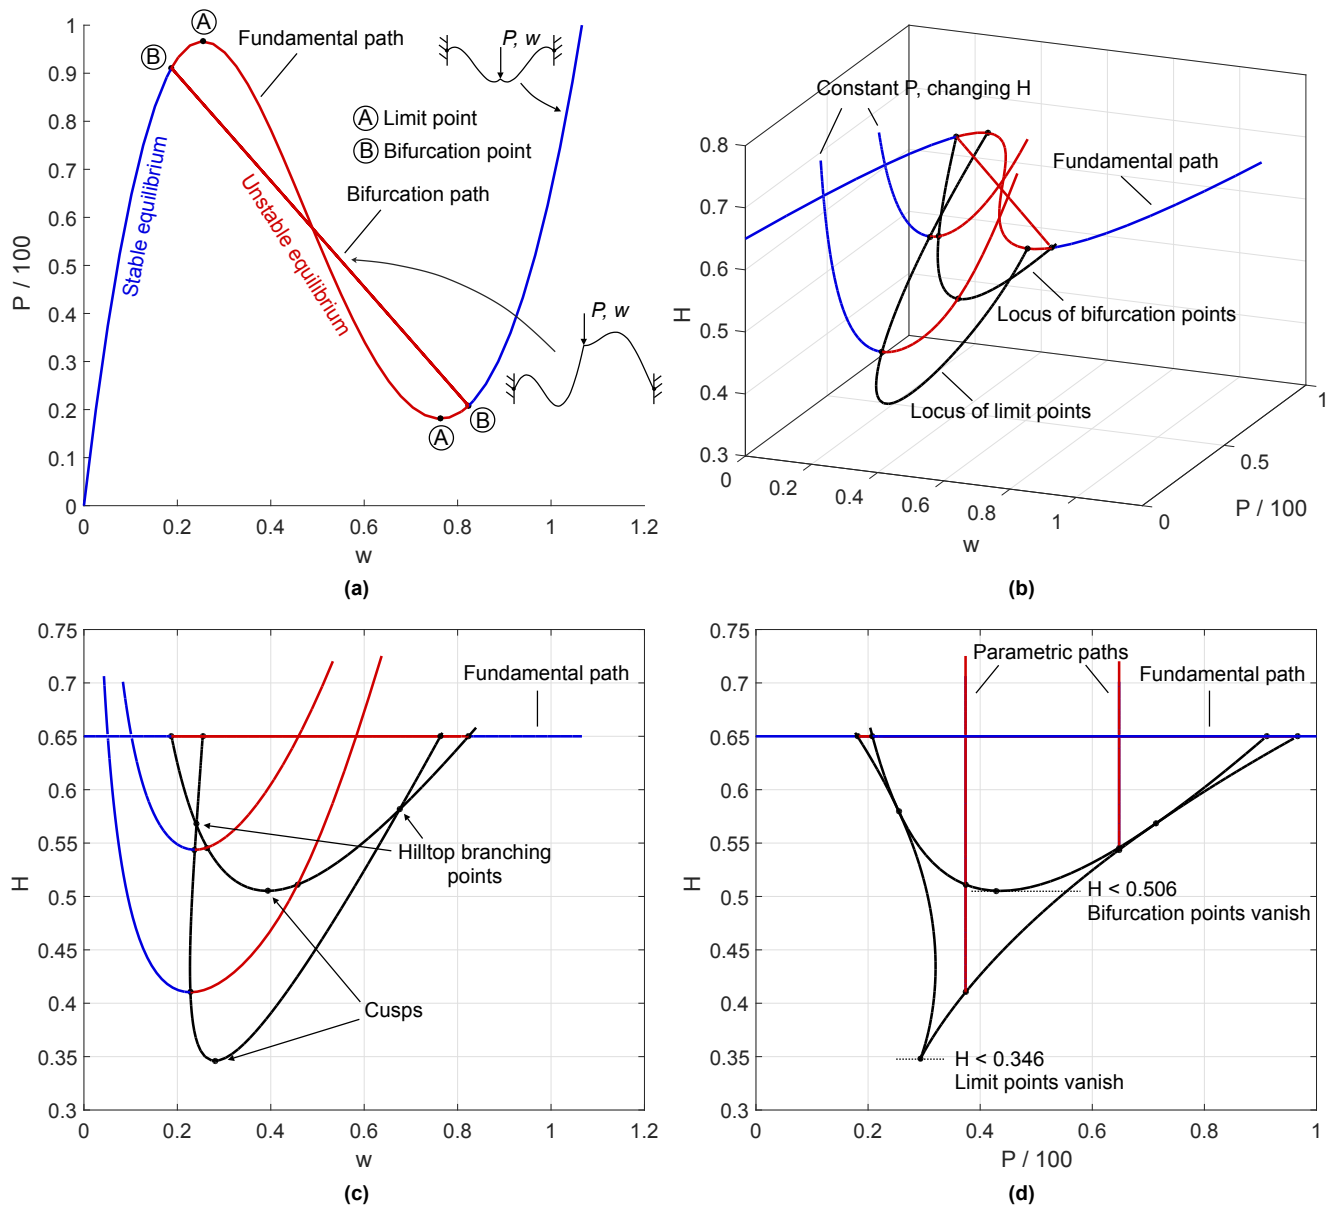 1
0.9
0.8
0.7
0.6
0.5
0.4
0.3
0.2
0.1
0
P / 100
0
0.2
0.4
0.6
0.8
1
1.2
w
A
B
Fundamental path
P, w
A Limit point
B Bifurcation point
Bifurcation path
Stable equilibrium
Unstable equilibrium
P, w
A
B
(a)
Constant P, changing H
Fundamental path
Locus of bifurcation points
Locus of limit points
0.8
0.7
0.6
0.5
0.4
0.3
H
0
0.2
0.4
0.6
0.8
1
w
0
0.5
1
P / 100
(b)
0.75
0.7
0.65
0.6
0.55
0.5
0.45
0.4
0.35
0.3
H
Fundamental path
Hilltop branching
points
Cusps
0
0.2
0.4
0.6
0.8
1
1.2
w
(c)
0.75
0.7
0.65
0.6
0.55
0.5
0.45
0.4
0.35
0.3
H
Parametric paths
Fundamental path
H < 0.506
Bifurcation points vanish
H < 0.346
Limit points vanish
0
0.2
0.4
0.6
0.8
1
P / 100
(d)